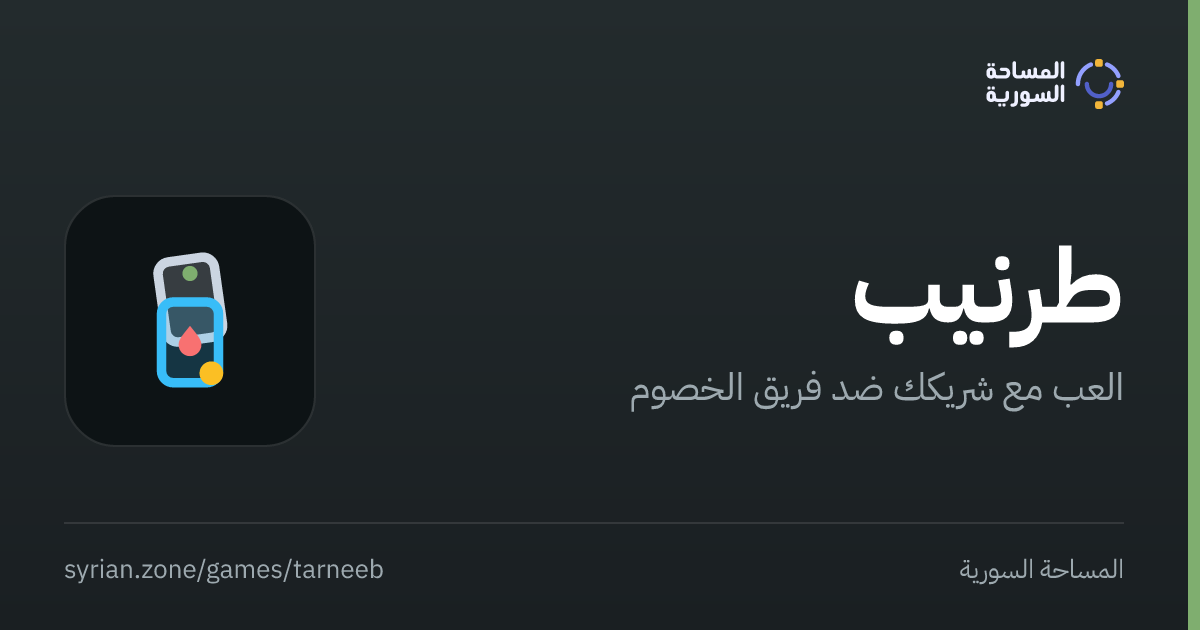 المساحة
السورية
طرنيب
العب مع شريكك ضد فريق الخصوم
المساحة السورية
syrian.zone/games/tarneeb